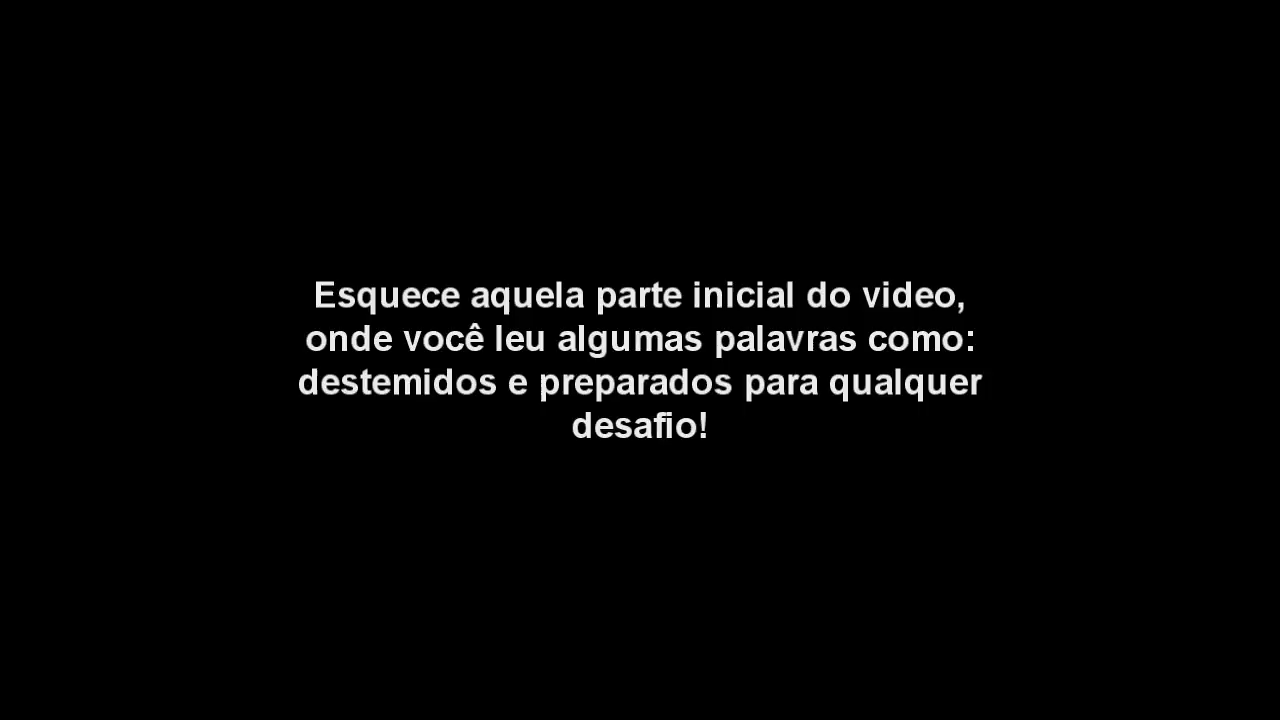 Esquece aquela parte inicial do video,
onde você leu algumas palavras como:
destemidos e preparados para qualquer
desafio!